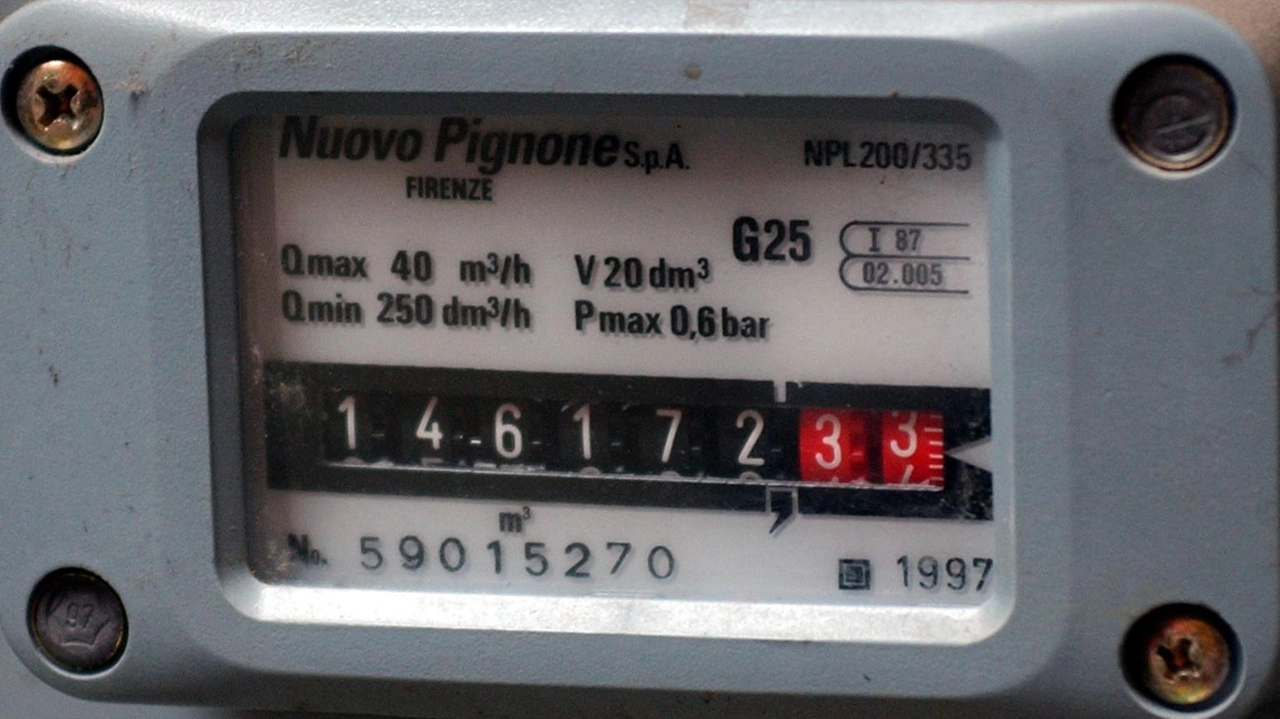 Nuovo Pignone S.p.A. NPL200/335
FIRENZE
G25 I 87
02.005
Qmax 40 m³/h V 20 dm³
Qmin 250 dm³/h Pmax 0,6 bar
1 4 6 1 7 2 3 3
m³
No. 59015270 1997
97